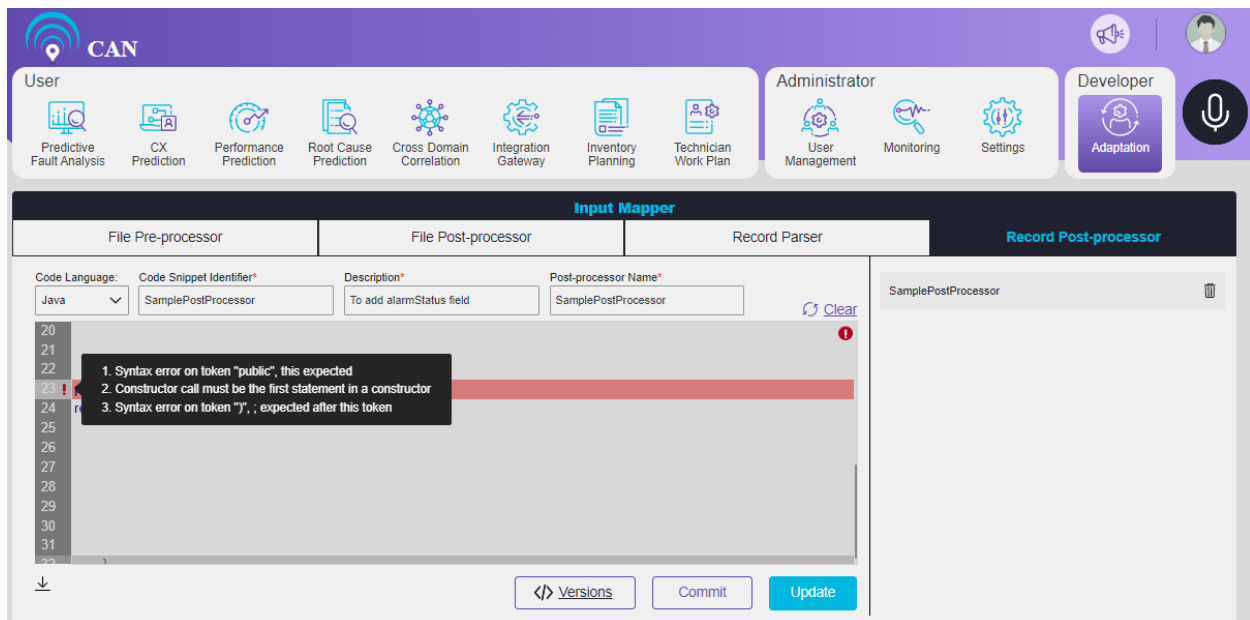 CAN
User
Administrator
Developer
Predictive
Fault Analysis
CX
Prediction
Performance
Prediction
Root Cause
Prediction
Cross Domain
Correlation
Integration
Gateway
Inventory
Planning
Technician
Work Plan
User
Management
Monitoring
Settings
Adaptation
Input Mapper
File Pre-processor
File Post-processor
Record Parser
Record Post-processor
Code Language:
Code Snippet Identifier*
Description*
Post-processor Name*
Java
SamplePostProcessor
To add alarmStatus field
SamplePostProcessor
Clear
SamplePostProcessor
20
21
22
1. Syntax error on token "public", this expected
23 !
2. Constructor call must be the first statement in a constructor
24
3. Syntax error on token ")", ; expected after this token
25
26
27
28
29
30
31
32 }
</> Versions
Commit
Update